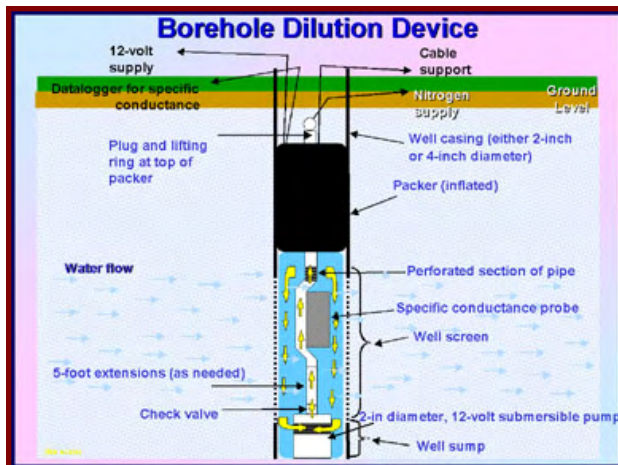 Borehole Dilution Device
12-volt
supply
Cable
support
Datalogger for specific
conductance
Nitrogen
supply
Ground
Level
Plug and lifting
ring at top of
packer
Well casing (either 2-inch
or 4-inch diameter)
Packer (inflated)
Water flow
Perforated section of pipe
Specific conductance probe
Well screen
5-foot extensions (as needed)
Check valve
2-in diameter, 12-volt submersible pump
Well sump